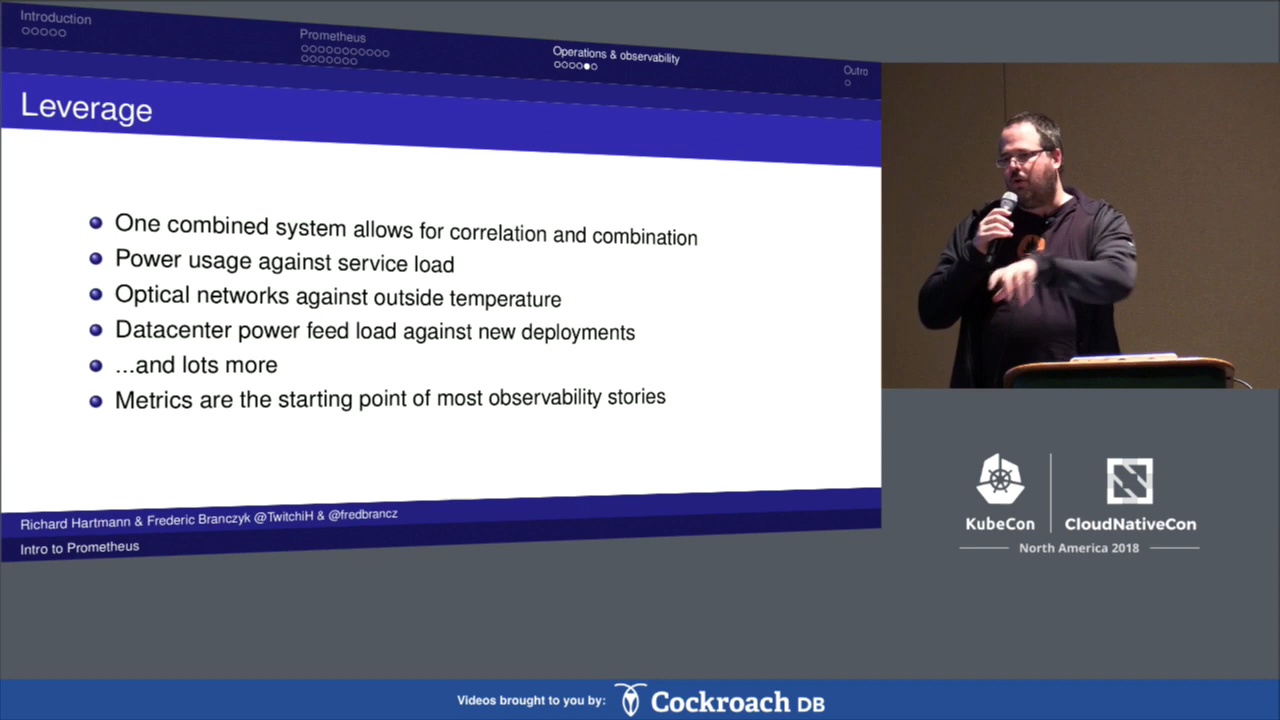 Introduction
Prometheus
Operations & observability
Outro
Leverage
One combined system allows for correlation and combination
Power usage against service load
Optical networks against outside temperature
Datacenter power feed load against new deployments
...and lots more
Metrics are the starting point of most observability stories
Richard Hartmann & Frederic Branczyk @TwitchiH & @fredbrancz
Intro to Prometheus
KubeCon
CloudNativeCon
North America 2018
Videos brought to you by:
Cockroach DB